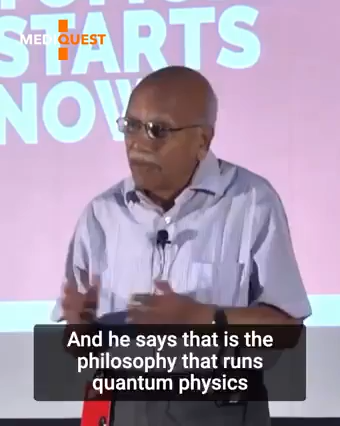 MEDIQUEST
STARTS
NOW
And he says that is the
philosophy that runs
quantum physics